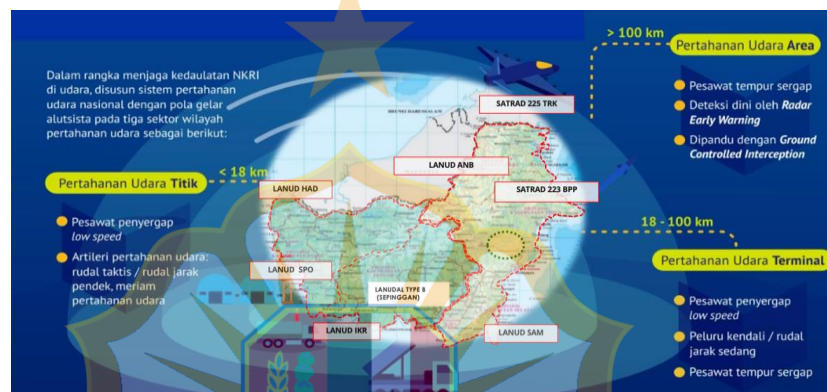 > 100 km
Pertahanan Udara Area
Pesawat tempur sergap
Deteksi dini oleh Radar
Early Warning
Dipandu dengan Ground
Controlled Interception
Dalam rangka menjaga kedaulatan NKRI
di udara, disusun sistem pertahanan
udara nasional dengan pola gelar
alutsista pada tiga sektor wilayah
pertahanan udara sebagai berikut:
SATRAD 225 TRK
LANUD ANB
< 18 km
Pertahanan Udara Titik
LANUD HAD
SATRAD 223 BPP
Pesawat penyergap
low speed
Artileri pertahanan udara:
rudal taktis / rudal jarak
pendek, meriam
pertahanan udara
18 - 100 km
Pertahanan Udara Terminal
Pesawat penyergap
low speed
Peluru kendali / rudal
jarak sedang
Pesawat tempur sergap
LANUD SPO
LANUDAL TYPE B
(SEPINGGAN)
LANUD IKR
LANUD SAM